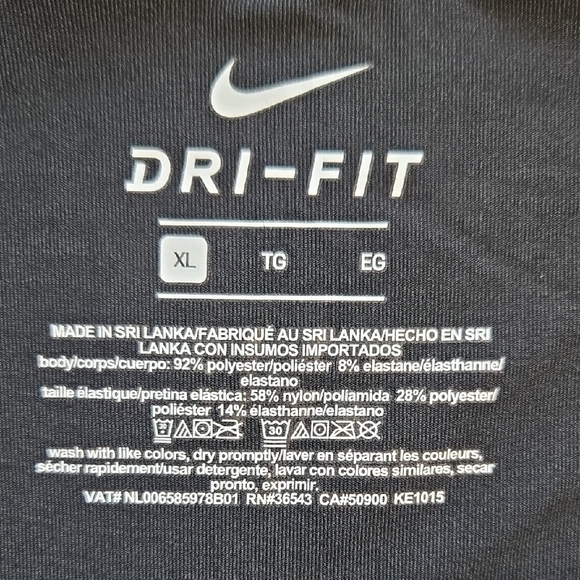 DRI-FIT
XL TG EG
MADE IN SRI LANKA/FABRIQUÉ AU SRI LANKA/HECHO EN SRI
LANKA CON INSUMOS IMPORTADOS
body/corps/cuerpo: 92% polyester/poliéster 8% elastane/élasthanne/
elastano
taille élastique/pretina elástica: 58% nylon/poliamida 28% polyester/
poliéster 14% élasthanne/elastano
30
wash with like colors, dry promptly/laver en séparant les couleurs,
sécher rapidement/usar detergente, lavar con colores similares, secar
pronto, exprimir.
VAT# NL006585978B01 RN#36543 CA#50900 KE1015